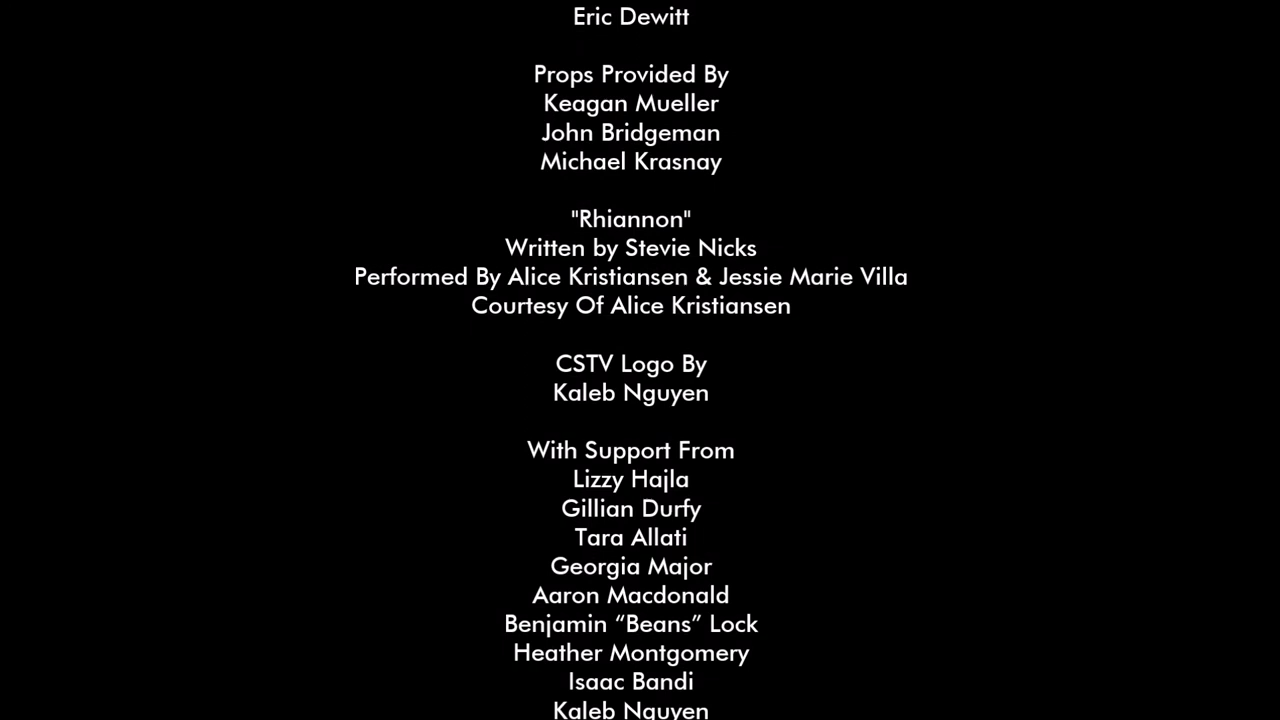 Eric Dewitt
Props Provided By
Keagan Mueller
John Bridgeman
Michael Krasnay
"Rhiannon"
Written by Stevie Nicks
Performed By Alice Kristiansen & Jessie Marie Villa
Courtesy Of Alice Kristiansen
CSTV Logo By
Kaleb Nguyen
With Support From
Lizzy Hajla
Gillian Durfy
Tara Allati
Georgia Major
Aaron Macdonald
Benjamin “Beans” Lock
Heather Montgomery
Isaac Bandi
Kaleb Nguyen